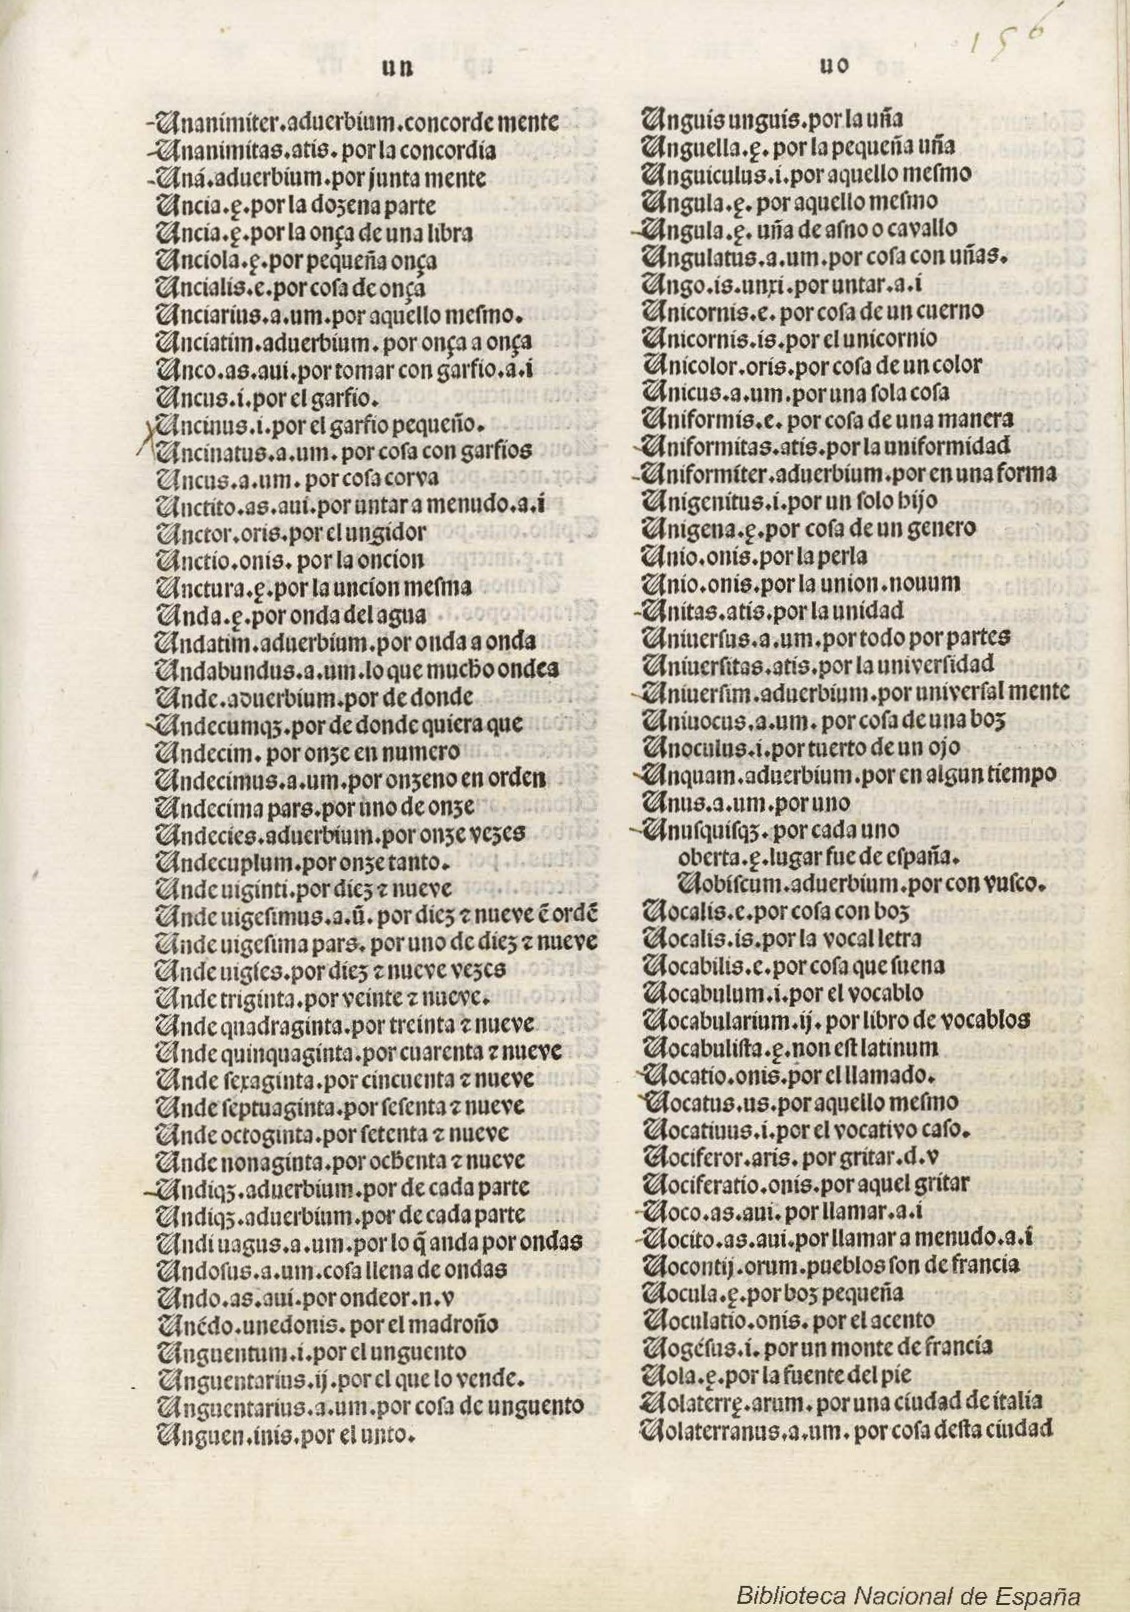 156
un
Unanimiter.aduerbium.concorde mente
Unanimitas.atis.por la concordia
Unâ.aduerbium.por junta mente
Uncia.ę.por la dozena parte
Uncia.ę.por la onça de una libra
Unciola.ę.por pequeña onça
Uncialis.e.por cosa de onça
Unciarius.a.um.por aquello mesmo.
Unciatim.aduerbium.por onça a onça
Unco.as.aui.por tomar con garfio.a.i
Uncus.i.por el garfio.
Uncinus.i.por el garfio pequeño.
Uncinatus.a.um.por cosa con garfios
Uncus.a.um.por cosa corva
Unctito.as.aui.por untar a menudo.a.i
Unctor.oris.por el ungidor
Unctio.onis.por la oncion
Unctura.ę.por la uncion mesma
Unda.ę.por onda del agua
Undatim.aduerbium.por onda a onda
Undabundus.a.um.lo que mucho ondea
Unde.aduerbium.por de donde
Undecumqꝫ.por de donde quiera que
Undecim.por onze en numero
Undecimus.a.um.por onzeno en orden
Undecima pars.por uno de onze
Undecies.aduerbium.por onze vezes
Undecuplum.por onze tanto.
Unde uiginti.por diez ⁊ nueve
Unde uigesimus.a.ũ.por diez ⁊ nueve ẽ ordẽ
Unde uigesima pars.por uno de diez ⁊ nueve
Unde uigies.por diez ⁊ nueve vezes
Unde triginta.por veinte ⁊ nueve.
Unde quadraginta.por treinta ⁊ nueve
Unde quinquaginta.por cuarenta ⁊ nueve
Unde sexaginta.por cincuenta ⁊ nueve
Unde septuaginta.por sesenta ⁊ nueve
Unde octoginta.por setenta ⁊ nueve
Unde nonaginta.por ochenta ⁊ nueve
Undiqꝫ.aduerbium.por de cada parte
Undiqꝫ.aduerbium.por de cada parte
Undi uagus.a.um.por lo q̃ anda por ondas
Undosus.a.um.cosa llena de ondas
Undo.as.aui.por ondeor.n.v
Unédo.unedonis.por el madroño
Unguentum.i.por el unguento
Unguentarius.ij.por el que lo vende.
Unguentarius.a.um.por cosa de unguento
Unguen.inis.por el unto.
uo
Unguis unguis.por la uña
Unguella.ę.por la pequeña uña
Unguiculus.i.por aquello mesmo
Ungula.ę.por aquello mesmo
Ungula.ę.uña de asno o cavallo
Ungulatus.a.um.por cosa con uñas.
Ungo.is.unxi.por untar.a.i
Unicornis.e.por cosa de un cuerno
Unicornis.is.por el unicornio
Unicolor.oris.por cosa de un color
Unicus.a.um.por una sola cosa
Uniformis.e.por cosa de una manera
Uniformitas.atis.por la uniformidad
Uniformiter.aduerbium.por en una forma
Unigenitus.i.por un solo hijo
Unigena.ę.por cosa de un genero
Unio.onis.por la perla
Unio.onis.por la union.nouum
Unitas.atis.por la unidad
Uniuersus.a.um.por todo por partes
Uniuersitas.atis.por la universidad
Uniuersim.aduerbium.por universal mente
Uniuocus.a.um.por cosa de una boz
Unoculus.i.por tuerto de un ojo
Unquam.aduerbium.por en algun tiempo
Unus.a.um.por uno
Unusquisqꝫ.por cada uno
oberta.ę.lugar fue de españa.
Uobiscum.aduerbium.por con vusco.
Uocalis.e.por cosa con boz
Uocalis.is.por la vocal letra
Uocabilis.e.por cosa que suena
Uocabulum.i.por el vocablo
Uocabularium.ij.por libro de vocablos
Uocabulista.ę.non est latinum
Uocatio.onis.por el llamado.
Uocatus.us.por aquello mesmo
Uocatiuus.i.por el vocativo caso.
Uociferor.aris.por gritar.d.v
Uociferatio.onis.por aquel gritar
Uoco.as.aui.por llamar.a.i
Uocito.as.aui.por llamar a menudo.a.i
Uocontij.orum.pueblos son de francia
Uocula.ę.por boz pequeña
Uoculatio.onis.por el acento
Uogésus.i.por un monte de francia
Uola.ę.por la fuente del pie
Uolaterrę.arum.por una ciudad de italia
Uolaterranus.a.um.por cosa desta ciudad
Biblioteca Nacional de España